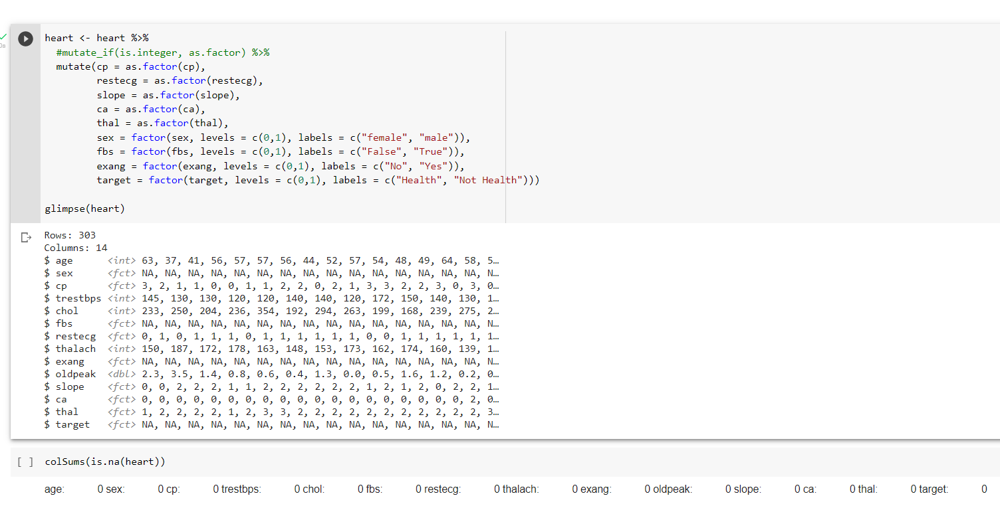 heart <- heart %>%
#mutate_if(is.integer, as.factor) %>%
mutate(cp = as.factor(cp),
restecg = as.factor(restecg),
slope = as.factor(slope),
ca = as.factor(ca),
thal = as.factor(thal),
sex = factor(sex, levels = c(0,1), labels = c("female", "male")),
fbs = factor(fbs, levels = c(0,1), labels = c("False", "True")),
exang = factor(exang, levels = c(0,1), labels = c("No", "Yes")),
target = factor(target, levels = c(0,1), labels = c("Health", "Not Health")))
glimpse(heart)
0s
Rows: 303
Columns: 14
$ age <int> 63, 37, 41, 56, 57, 57, 56, 44, 52, 57, 54, 48, 49, 64, 58, 5…
$ sex <fct> NA, NA, NA, NA, NA, NA, NA, NA, NA, NA, NA, NA, NA, NA, NA, N…
$ cp <fct> 3, 2, 1, 1, 0, 0, 1, 1, 2, 2, 0, 2, 1, 3, 3, 2, 2, 3, 0, 3, 0…
$ trestbps <int> 145, 130, 130, 120, 120, 140, 140, 120, 172, 150, 140, 130, 1…
$ chol <int> 233, 250, 204, 236, 354, 192, 294, 263, 199, 168, 239, 275, 2…
$ fbs <fct> NA, NA, NA, NA, NA, NA, NA, NA, NA, NA, NA, NA, NA, NA, NA, N…
$ restecg <fct> 0, 1, 0, 1, 1, 1, 0, 1, 1, 1, 1, 1, 1, 0, 0, 1, 1, 1, 1, 1, 1…
$ thalach <int> 150, 187, 172, 178, 163, 148, 153, 173, 162, 174, 160, 139, 1…
$ exang <fct> NA, NA, NA, NA, NA, NA, NA, NA, NA, NA, NA, NA, NA, NA, NA, N…
$ oldpeak <dbl> 2.3, 3.5, 1.4, 0.8, 0.6, 0.4, 1.3, 0.0, 0.5, 1.6, 1.2, 0.2, 0…
$ slope <fct> 0, 0, 2, 2, 2, 1, 1, 2, 2, 2, 2, 2, 2, 1, 2, 1, 2, 0, 2, 2, 1…
$ ca <fct> 0, 0, 0, 0, 0, 0, 0, 0, 0, 0, 0, 0, 0, 0, 0, 0, 0, 0, 0, 2, 0…
$ thal <fct> 1, 2, 2, 2, 2, 1, 2, 3, 3, 2, 2, 2, 2, 2, 2, 2, 2, 2, 2, 2, 3…
$ target <fct> NA, NA, NA, NA, NA, NA, NA, NA, NA, NA, NA, NA, NA, NA, NA, N…
[ ] colSums(is.na(heart))
age: 0 sex: 0 cp: 0 trestbps: 0 chol: 0 fbs: 0 restecg: 0 thalach: 0 exang: 0 oldpeak: 0 slope: 0 ca: 0 thal: 0 target: 0